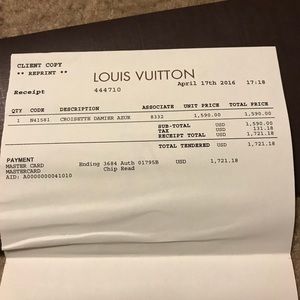 CLIENT COPY
** REPRINT **
LOUIS VUITTON
Receipt
444710
April 17th 2016 17:18
QTY CODE DESCRIPTION ASSOCIATE UNIT PRICE TOTAL PRICE
1 N41581 CROISETTE DAMIER AZUR 8332 1,590.00 1,590.00
SUB-TOTAL USD 1,590.00
TAX USD 131.18
RECEIPT TOTAL USD 1,721.18
TOTAL TENDERED USD 1,721.18
PAYMENT
MASTER CARD Ending 3684 Auth 01795B USD 1,721.18
MASTERCARD Chip Read
AID: A0000000041010